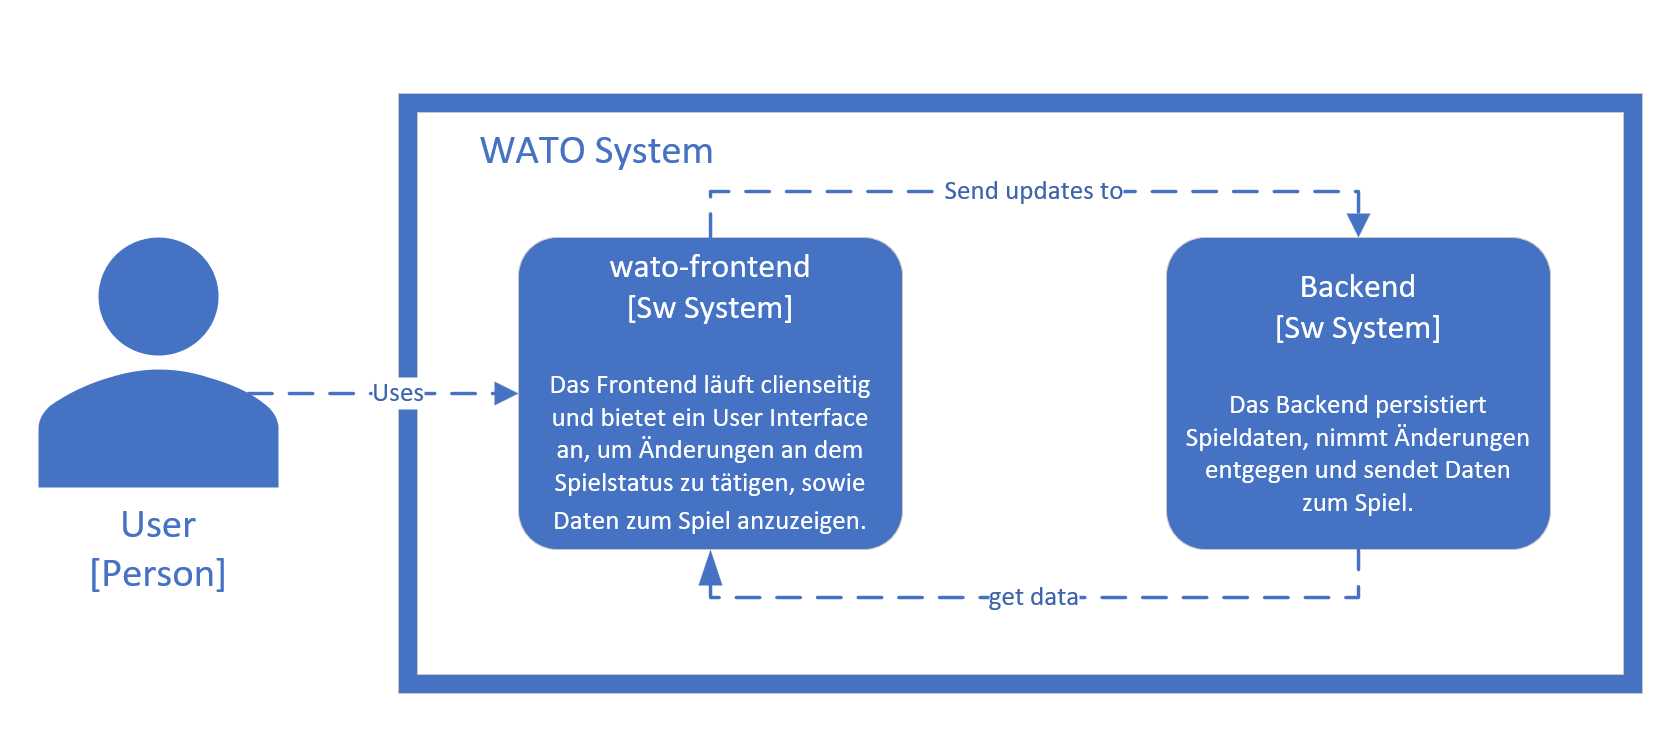 WATO System
Send updates to
wato-frontend
[Sw System]
Das Frontend läuft clienseitig
und bietet ein User Interface
an, um Änderungen an dem
Spielstatus zu tätigen, sowie
Daten zum Spiel anzuzeigen.
Backend
[Sw System]
Das Backend persistiert
Spieldaten, nimmt Änderungen
entgegen und sendet Daten
zum Spiel.
Uses
User
[Person]
get data